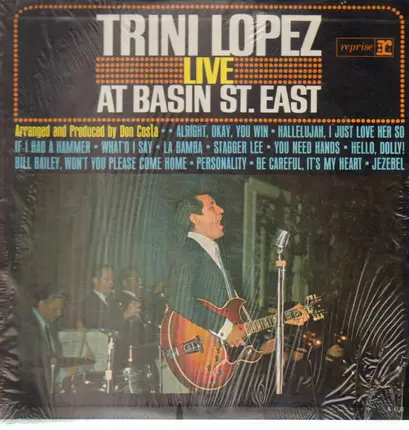 TRINI LOPEZ
LIVE
AT BASIN ST. EAST
reprise
Arranged and Produced by Don Costa • • ALRIGHT, OKAY, YOU WIN • HALLELUJAH, I JUST LOVE HER SO
IF I HAD A HAMMER • WHAT'D I SAY • LA BAMBA • STAGGER LEE • YOU NEED HANDS • HELLO, DOLLY!
BILL BAILEY, WON'T YOU PLEASE COME HOME • PERSONALITY • BE CAREFUL, IT'S MY HEART • JEZEBEL